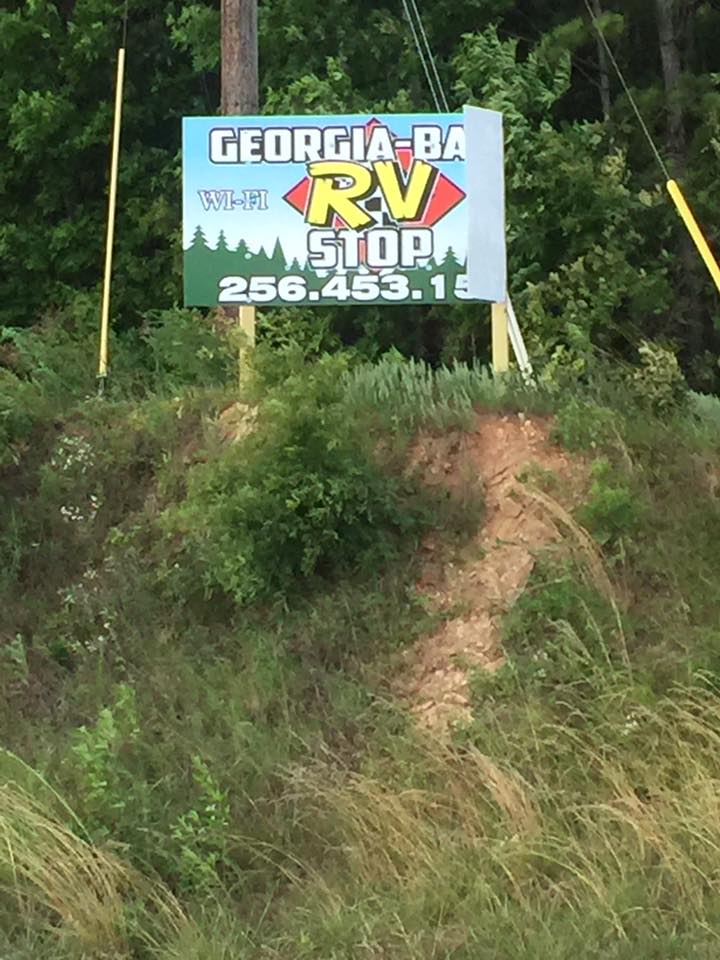 GEORGIA-BA
WI-FI RV
STOP
256.453.15